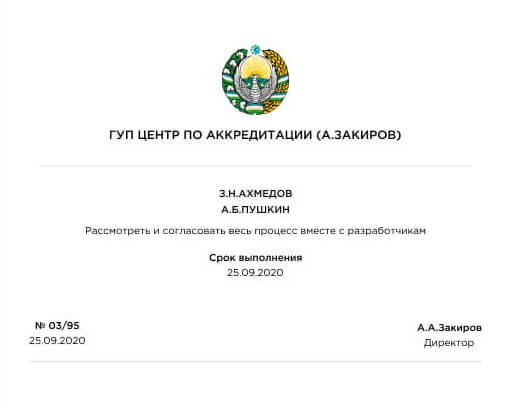 ГУП ЦЕНТР ПО АККРЕДИТАЦИИ (А.ЗАКИРОВ)
З.Н.АХМЕДОВ
А.Б.ПУШКИН
Рассмотреть и согласовать весь процесс вместе с разработчикам
Срок выполнения
25.09.2020
№ 03/95
25.09.2020
А.А.Закиров
Директор